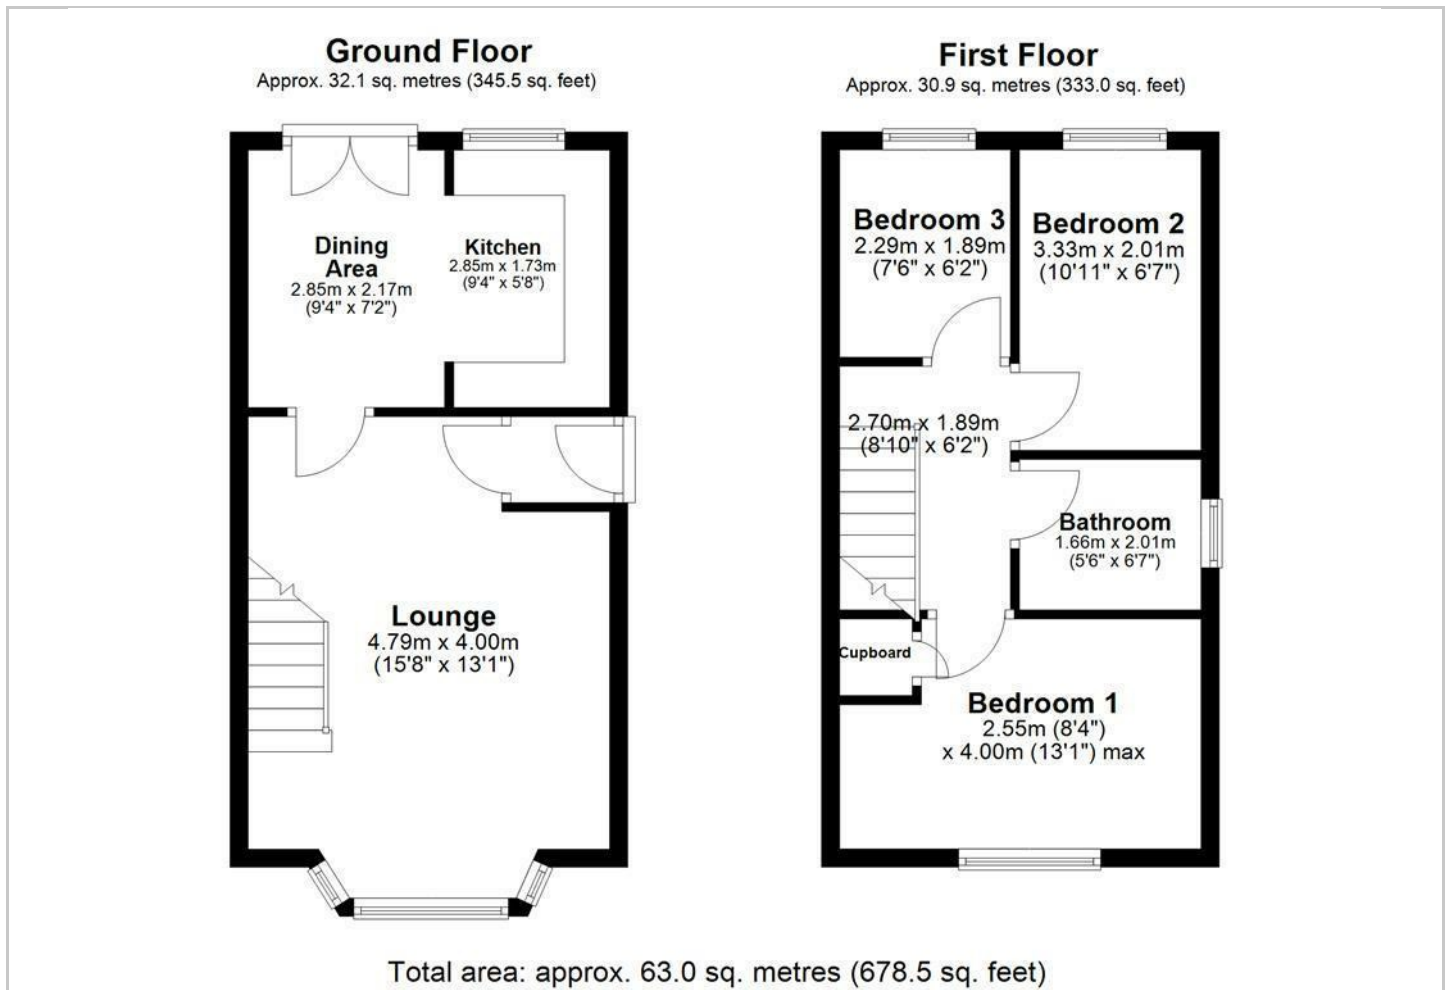 Ground Floor
Approx. 32.1 sq. metres (345.5 sq. feet)
Dining
Area
2.85m x 2.17m
(9'4" x 7'2")
Kitchen
2.85m x 1.73m
(9'4" x 5'8")
Lounge
4.79m x 4.00m
(15'8" x 13'1")
First Floor
Approx. 30.9 sq. metres (333.0 sq. feet)
Bedroom 3
2.29m x 1.89m
(7'6" x 6'2")
Bedroom 2
3.33m x 2.01m
(10'11" x 6'7")
2.70m x 1.89m
(8'10" x 6'2")
Bathroom
1.66m x 2.01m
(5'6" x 6'7")
Cupboard
Bedroom 1
2.55m (8'4")
x 4.00m (13'1") max
Total area: approx. 63.0 sq. metres (678.5 sq. feet)